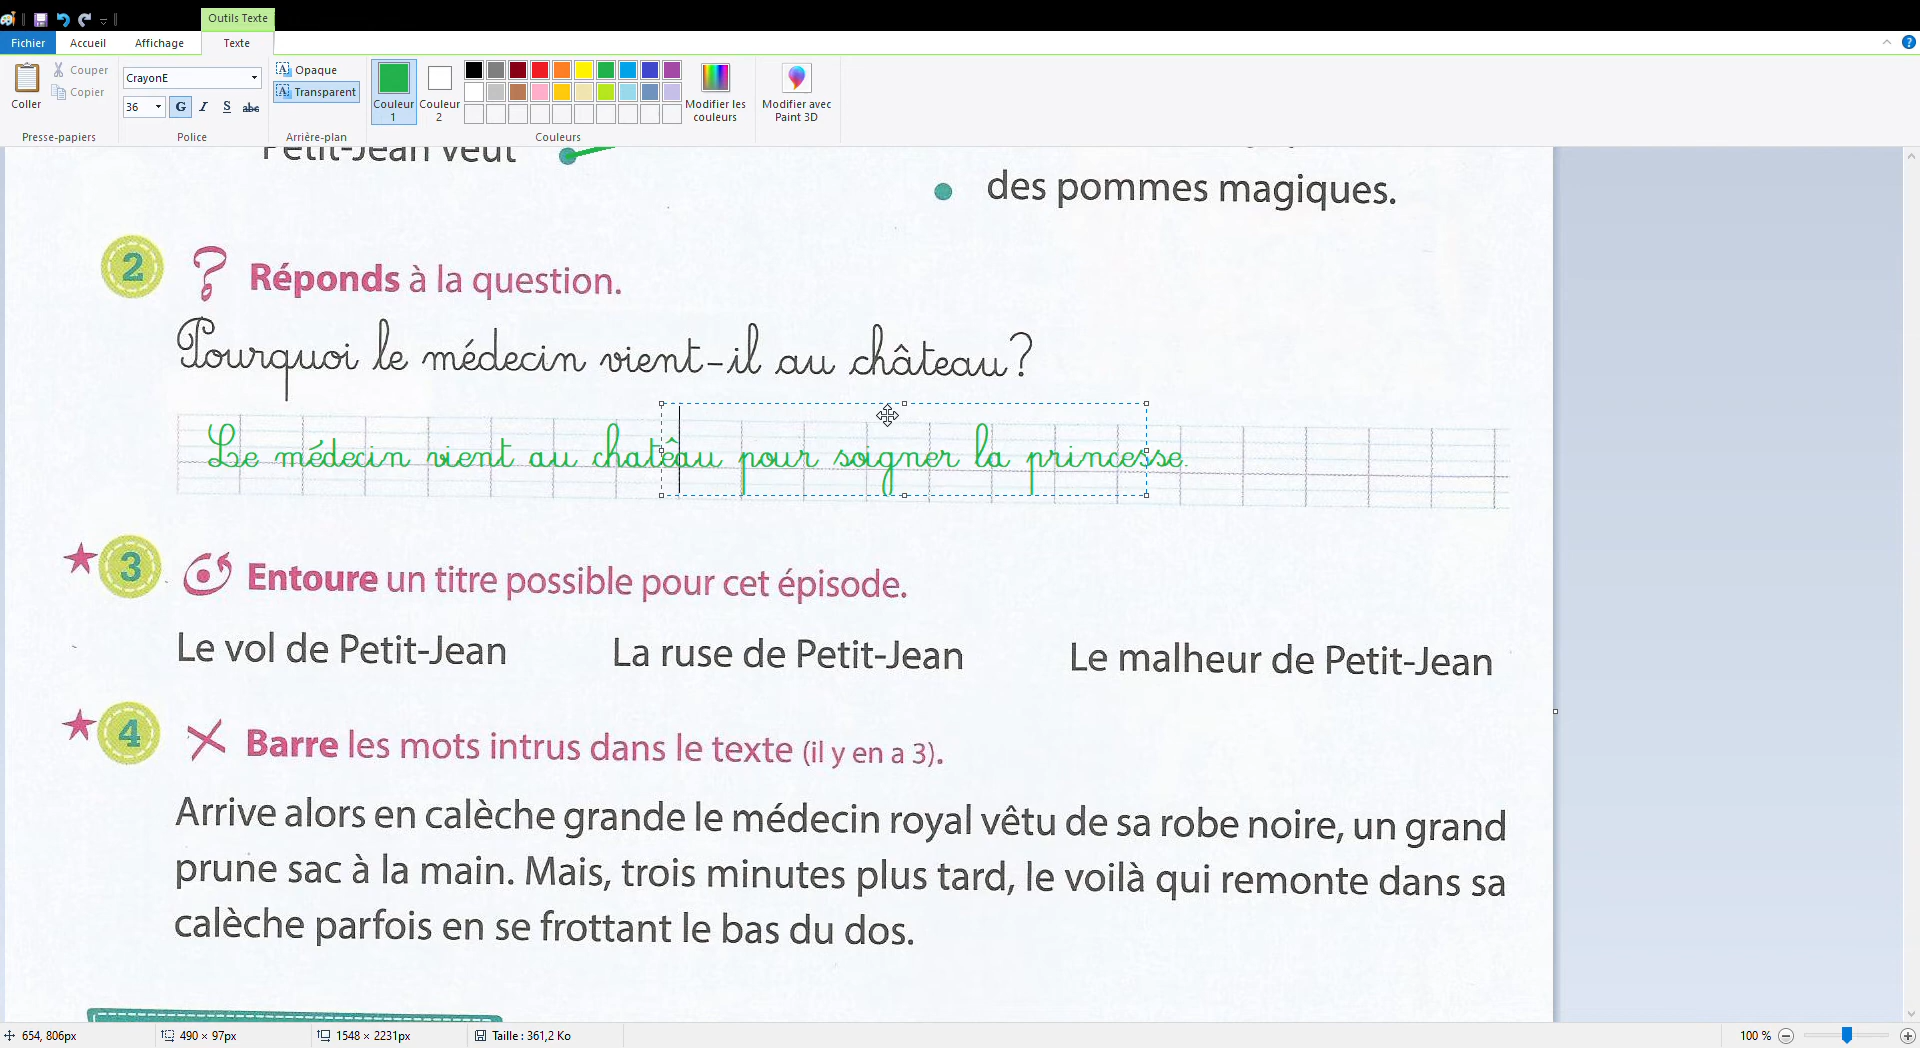 Outils Texte
Fichier Accueil Affichage Texte
Coller
Couper
Copier
Presse-papiers
CrayonE
36 G I S abc
Police
Opaque
Transparent
Arrière-plan
Couleur 1
Couleur 2
Couleurs
Modifier les couleurs
Modifier avec Paint 3D
Petit-Jean veut
des pommes magiques.
2 ? Réponds à la question.
Pourquoi le médecin vient-il au château ?
Le médecin vient au chatêau pour soigner la princesse.
3 Entoure un titre possible pour cet épisode.
Le vol de Petit-Jean La ruse de Petit-Jean Le malheur de Petit-Jean
4 Barre les mots intrus dans le texte (il y en a 3).
Arrive alors en calèche grande le médecin royal vêtu de sa robe noire, un grand
prune sac à la main. Mais, trois minutes plus tard, le voilà qui remonte dans sa
calèche parfois en se frottant le bas du dos.
654, 806px 490 × 97px 1548 × 2231px Taille : 361,2 Ko 100 %